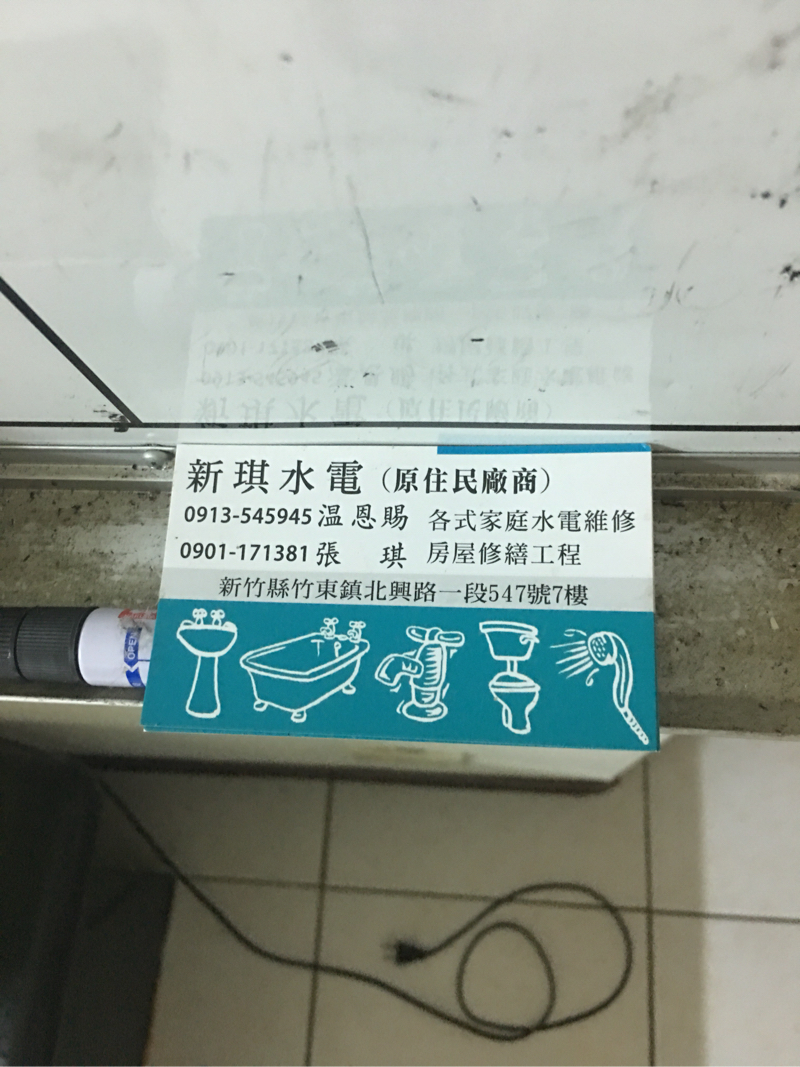 新琪水電（原住民廠商）
0913-545945 温恩賜 各式家庭水電維修
0901-171381 張 琪 房屋修繕工程
新竹縣竹東鎮北興路一段547號7樓
OPEN